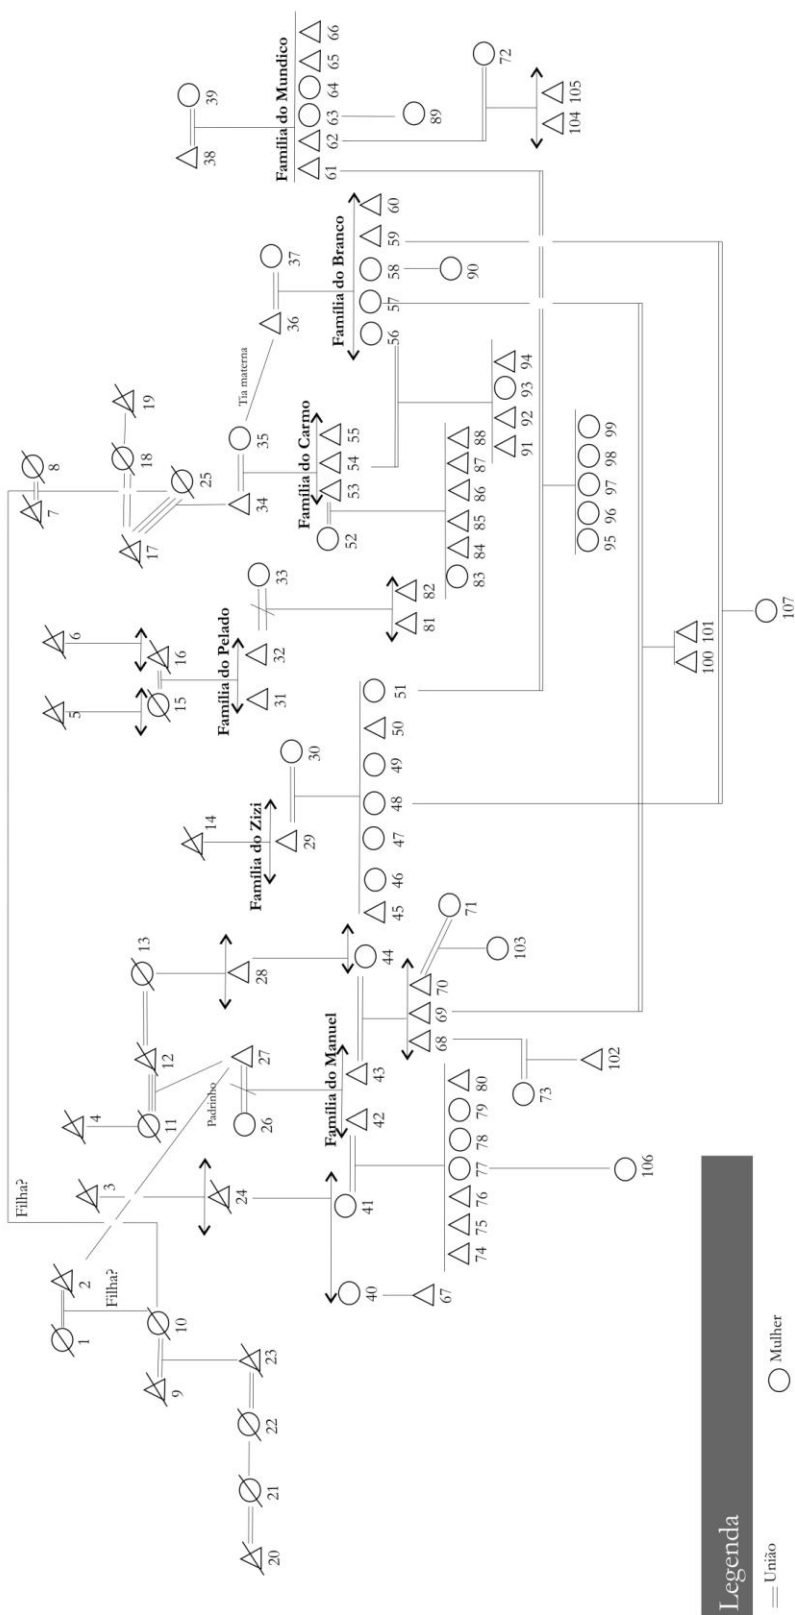 Filha?
1 2 3 4 5 6 7 8
Filha?
9 10 11 12 13 14 15 16 17 18 19
Padrinho
Tia materna
20 21 22 23 24 25
26 27 28 29 30 31 32 33 34 35 36 37 38 39
Família do Zizi
Família do Pelado
Família do Carmo
Família do Mundico
Família do Manuel
Família do Branco
40 41 42 43 44 45 46 47 48 49 50 51 52 53 54 55 56 57 58 59 60 61 62 63 64 65 66
67 68 69 70 71 72
73
74 75 76 77 78 79 80 81 82 83 84 85 86 87 88 89 90
91 92 93 94
95 96 97 98 99
102 103 104 105
106 100 101
107
Legenda
União
Mulher